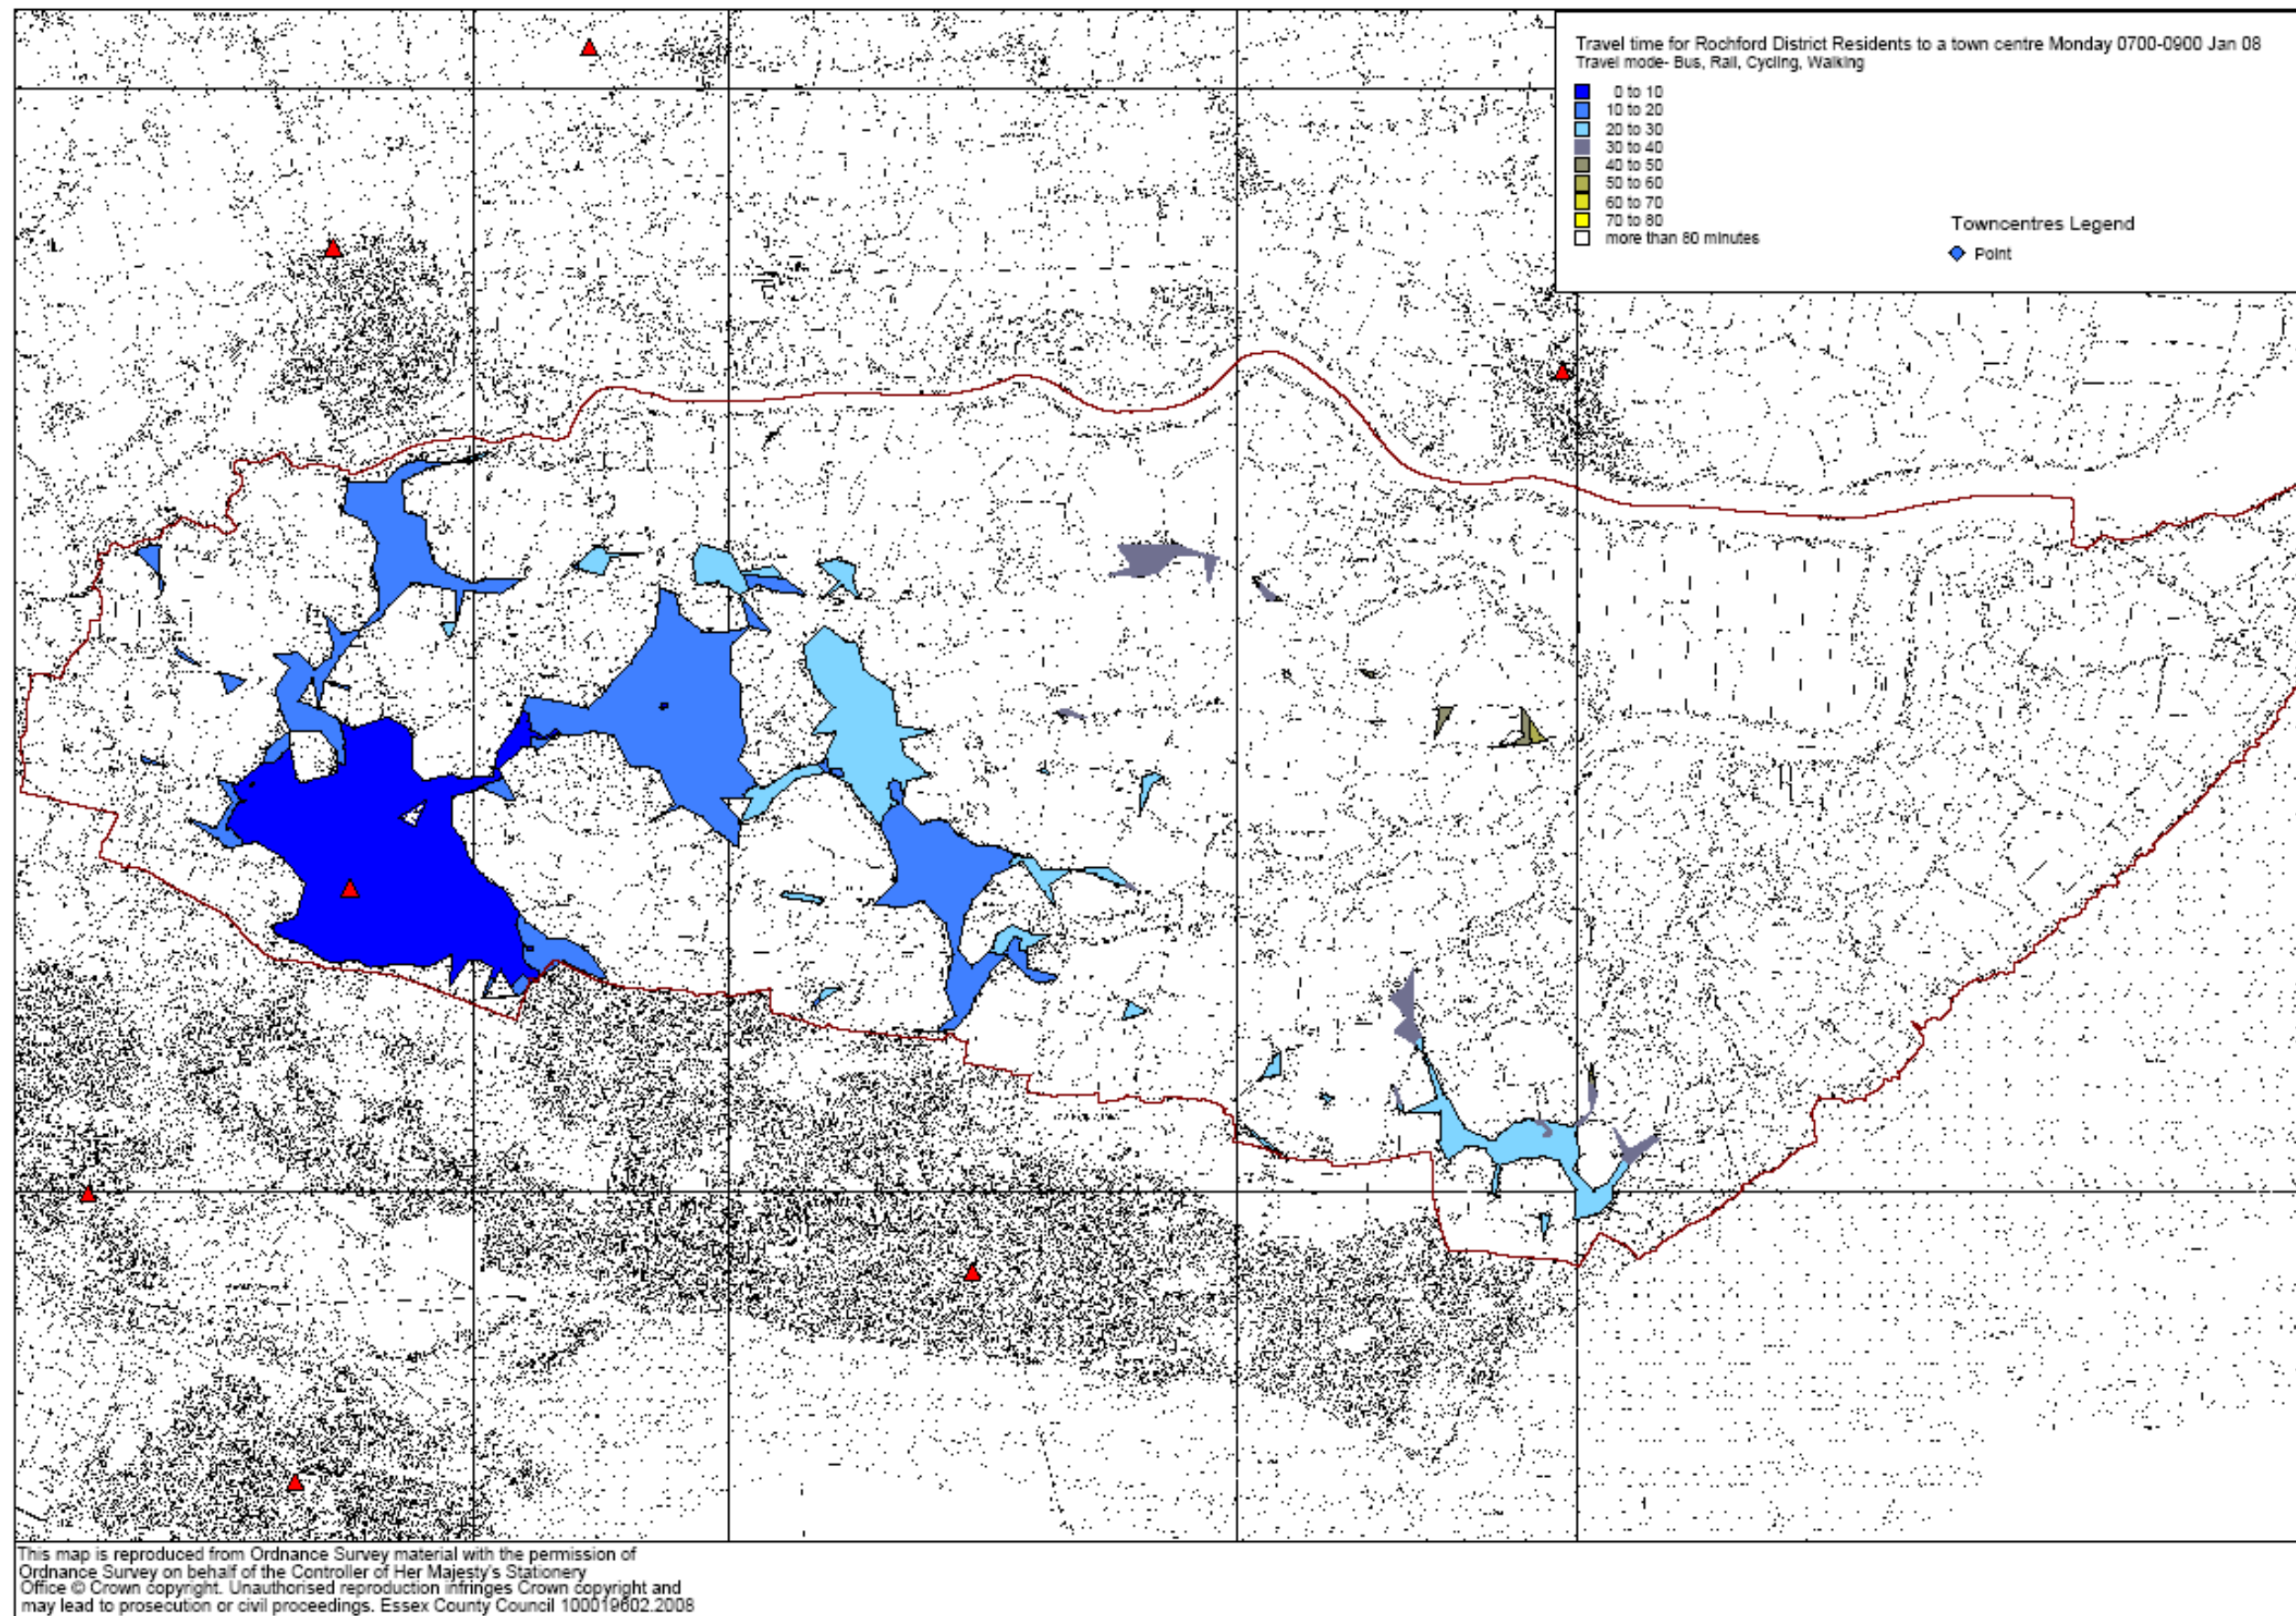 Travel time for Rochford District Residents to a town centre Monday 0700-0900 Jan 08
Travel mode- Bus, Rail, Cycling, Walking
0 to 10
10 to 20
20 to 30
30 to 40
40 to 50
50 to 60
60 to 70
70 to 80
more than 80 minutes
Towncentres Legend
Point
This map is reproduced from Ordnance Survey material with the permission of
Ordnance Survey on behalf of the Controller of Her Majesty's Stationery
Office © Crown copyright. Unauthorised reproduction infringes Crown copyright and
may lead to prosecution or civil proceedings. Essex County Council 100019602.2008